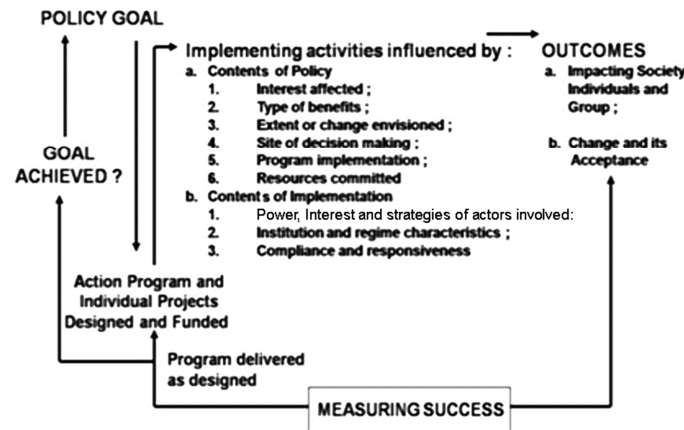 POLICY GOAL
Implementing activities influenced by :
a. Contents of Policy
1. Interest affected ;
2. Type of benefits ;
3. Extent or change envisioned ;
4. Site of decision making ;
5. Program implementation ;
6. Resources committed
b. Contents of Implementation
1. Power, Interest and strategies of actors involved:
2. Institution and regime characteristics ;
3. Compliance and responsiveness
OUTCOMES
a. Impacting Society
Individuals and
Group ;
b. Change and its
Acceptance
GOAL
ACHIEVED ?
Action Program and
Individual Projects
Designed and Funded
Program delivered
as designed
MEASURING SUCCESS